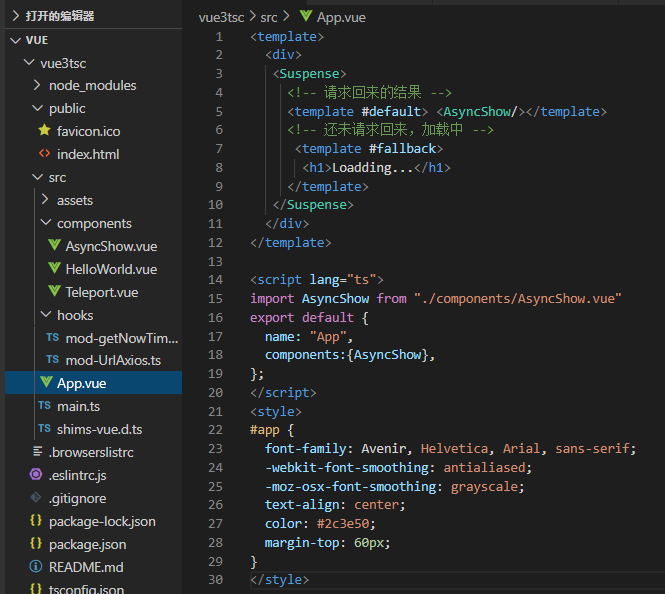 打开的编辑器
VUE
vue3tsc
node_modules
public
favicon.ico
index.html
src
assets
components
AsyncShow.vue
HelloWorld.vue
Teleport.vue
hooks
TS mod-getNowTim...
TS mod-UrlAxios.ts
App.vue
TS main.ts
TS shims-vue.d.ts
.browserslistrc
.eslintrc.js
.gitignore
{} package-lock.json
{} package.json
README.md
{} tsconfig.json
vue3tsc > src > App.vue
1 <template>
2 <div>
3 <Suspense>
4 <!-- 请求回来的结果 -->
5 <template #default> <AsyncShow/></template>
6 <!-- 还未请求回来，加载中 -->
7 <template #fallback>
8 <h1>Loadding...</h1>
9 </template>
10 </Suspense>
11 </div>
12 </template>
13
14 <script lang="ts">
15 import AsyncShow from "./components/AsyncShow.vue"
16 export default {
17 name: "App",
18 components:{AsyncShow},
19 };
20 </script>
21 <style>
22 #app {
23 font-family: Avenir, Helvetica, Arial, sans-serif;
24 -webkit-font-smoothing: antialiased;
25 -moz-osx-font-smoothing: grayscale;
26 text-align: center;
27 color: #2c3e50;
28 margin-top: 60px;
29 }
30 </style>